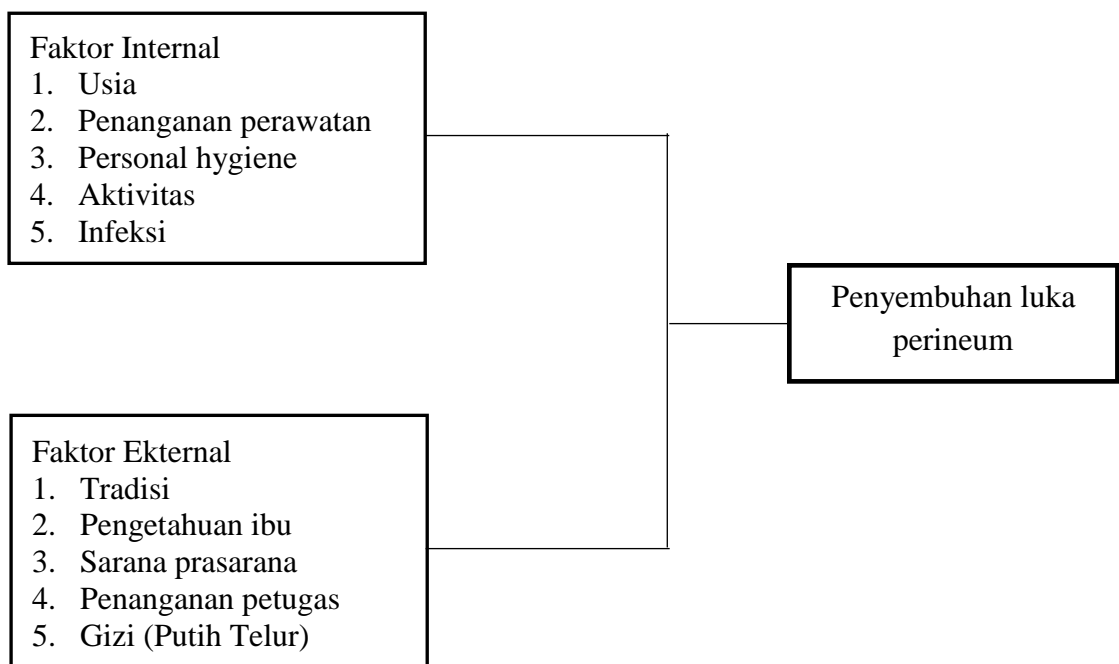 Faktor Internal
1. Usia
2. Penanganan perawatan
3. Personal hygiene
4. Aktivitas
5. Infeksi
Penyembuhan luka
perineum
Faktor Ekternal
1. Tradisi
2. Pengetahuan ibu
3. Sarana prasarana
4. Penanganan petugas
5. Gizi (Putih Telur)